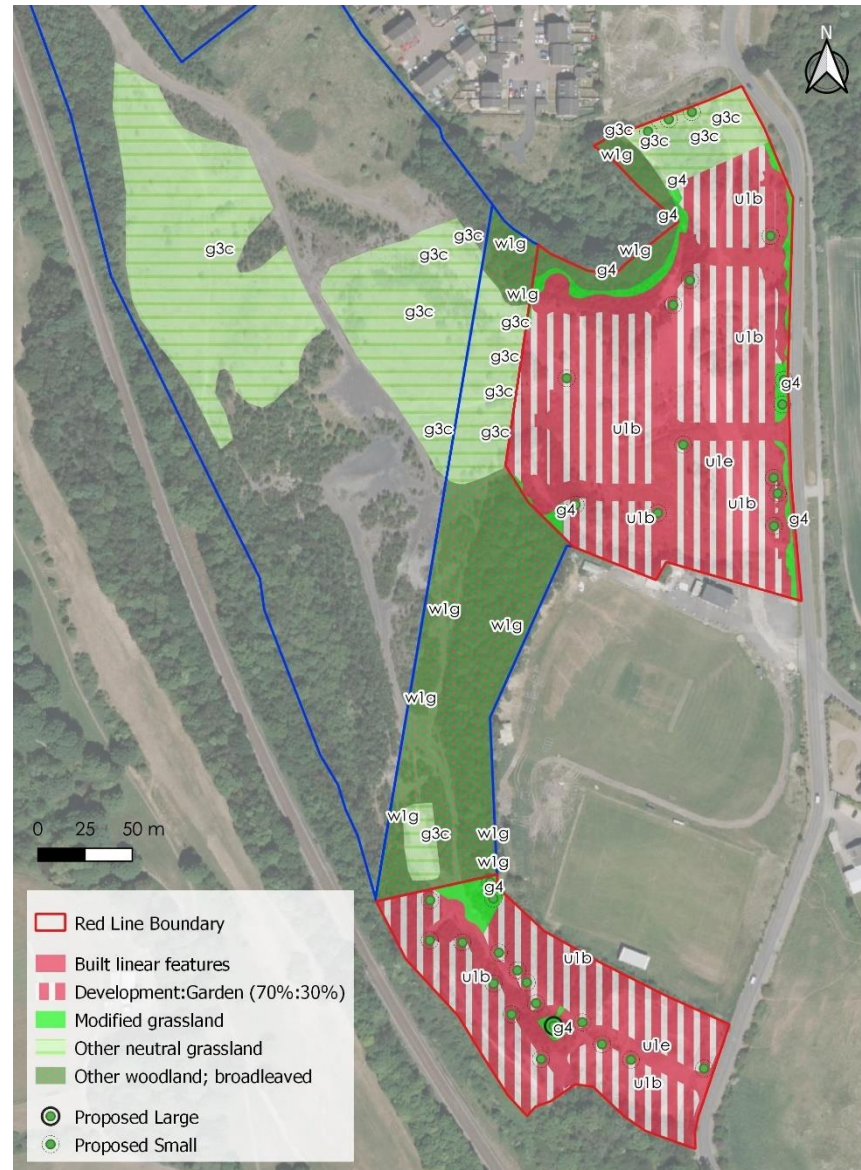 N
g3c
g3c
g3c
g3c
w1g
g4
u1b
g4
g3c
g3c
g3c
w1g
w1g
g4
w1g
g3c
g3c
u1b
g3c
g3c
g4
g3c
g3c
u1b
u1e
g4
u1b
u1b
g4
w1g
w1g
w1g
w1g
g3c
w1g
w1g
g4
0 25 50 m
u1b
u1b
g4
u1e
u1b
Red Line Boundary
Built linear features
Development:Garden (70%:30%)
Modified grassland
Other neutral grassland
Other woodland; broadleaved
Proposed Large
Proposed Small